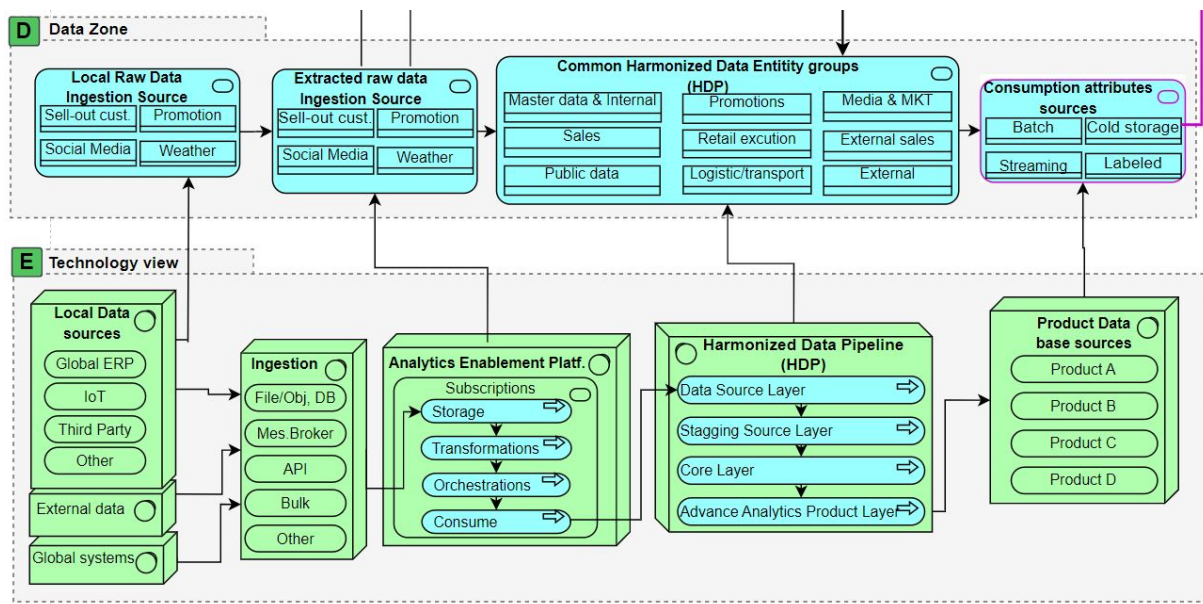 D
Data Zone
Local Raw Data
Ingestion Source
Sell-out cust.
Promotion
Social Media
Weather
Extracted raw data
Ingestion Source
Sell-out cust.
Promotion
Social Media
Weather
Common Harmonized Data Entitity groups
(HDP)
Master data & Internal
Promotions
Media & MKT
Sales
Retail excution
External sales
Public data
Logistic/transport
External
Consumption attributes
sources
Batch
Cold storage
Streaming
Labeled
E
Technology view
Local Data
sources
Global ERP
IoT
Third Party
Other
External data
Global systems
Ingestion
File/Obj, DB
Mes.Broker
API
Bulk
Other
Analytics Enablement Platf.
Subscriptions
Storage
Transformations
Orchestrations
Consume
Harmonized Data Pipeline
(HDP)
Data Source Layer
Stagging Source Layer
Core Layer
Advance Analytics Product Layer
Product Data
base sources
Product A
Product B
Product C
Product D